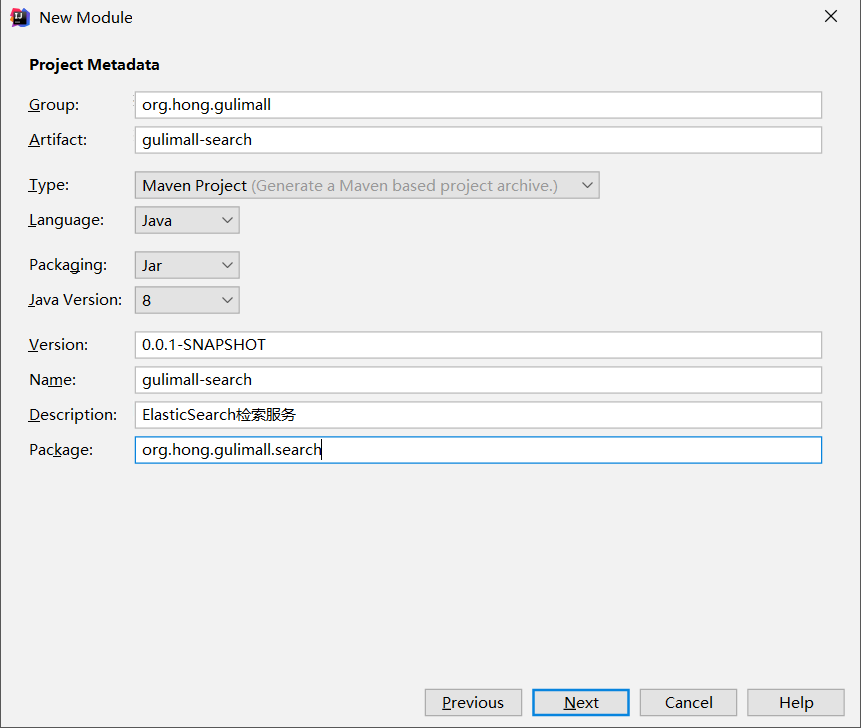 New Module
Project Metadata
Group: org.hong.gulimall
Artifact: gulimall-search
Type: Maven Project (Generate a Maven based project archive.)
Language: Java
Packaging: Jar
Java Version: 8
Version: 0.0.1-SNAPSHOT
Name: gulimall-search
Description: ElasticSearch检索服务
Package: org.hong.gulimall.search
Previous Next Cancel Help